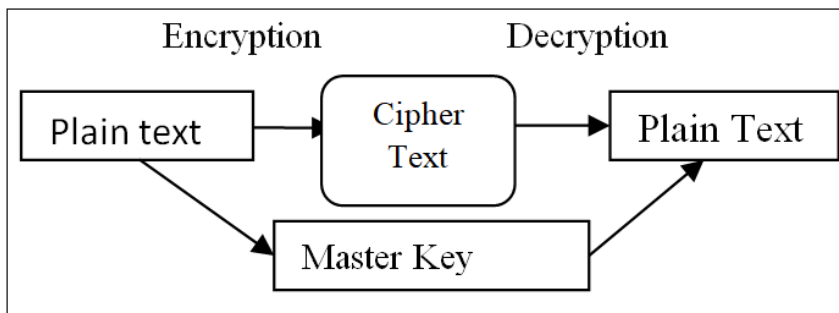 Encryption Decryption
Plain text
Cipher
Text
Plain Text
Master Key